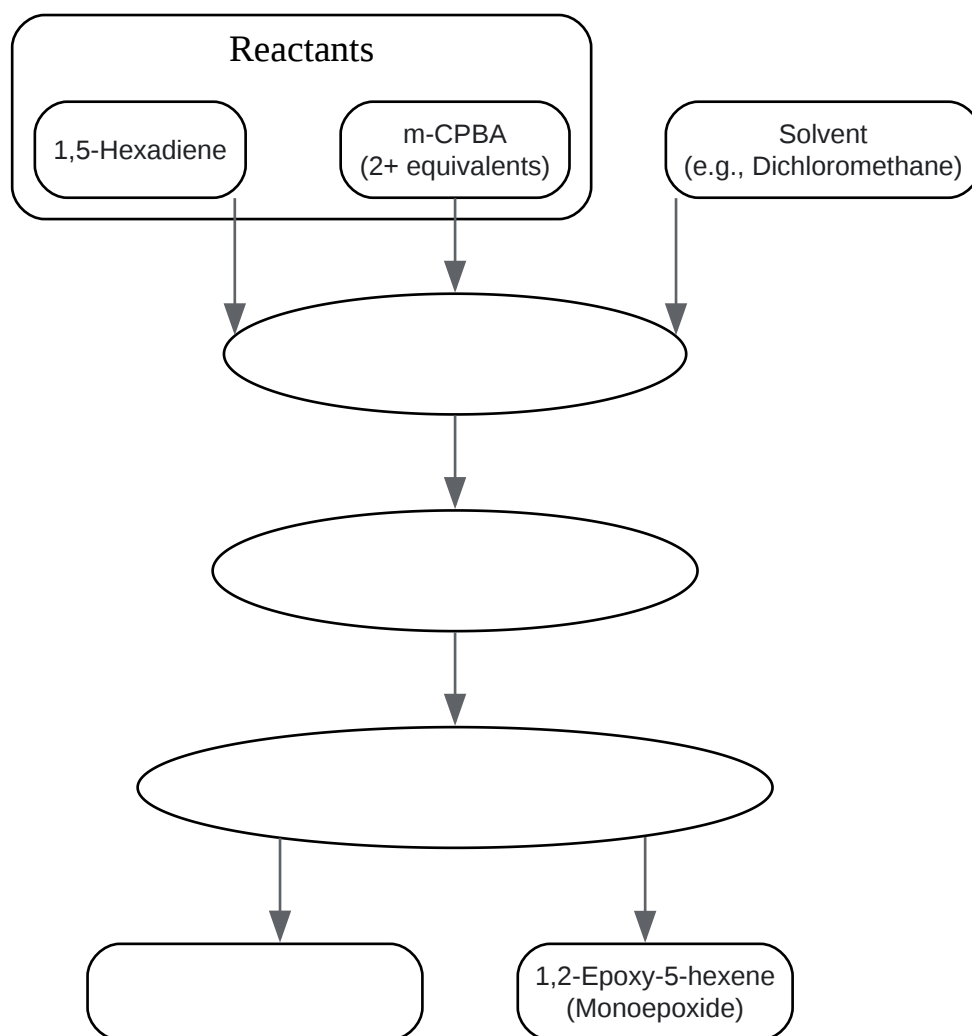 Reactants
1,5-Hexadiene
m-CPBA
(2+ equivalents)
Solvent
(e.g., Dichloromethane)
1,2-Epoxy-5-hexene
(Monoepoxide)